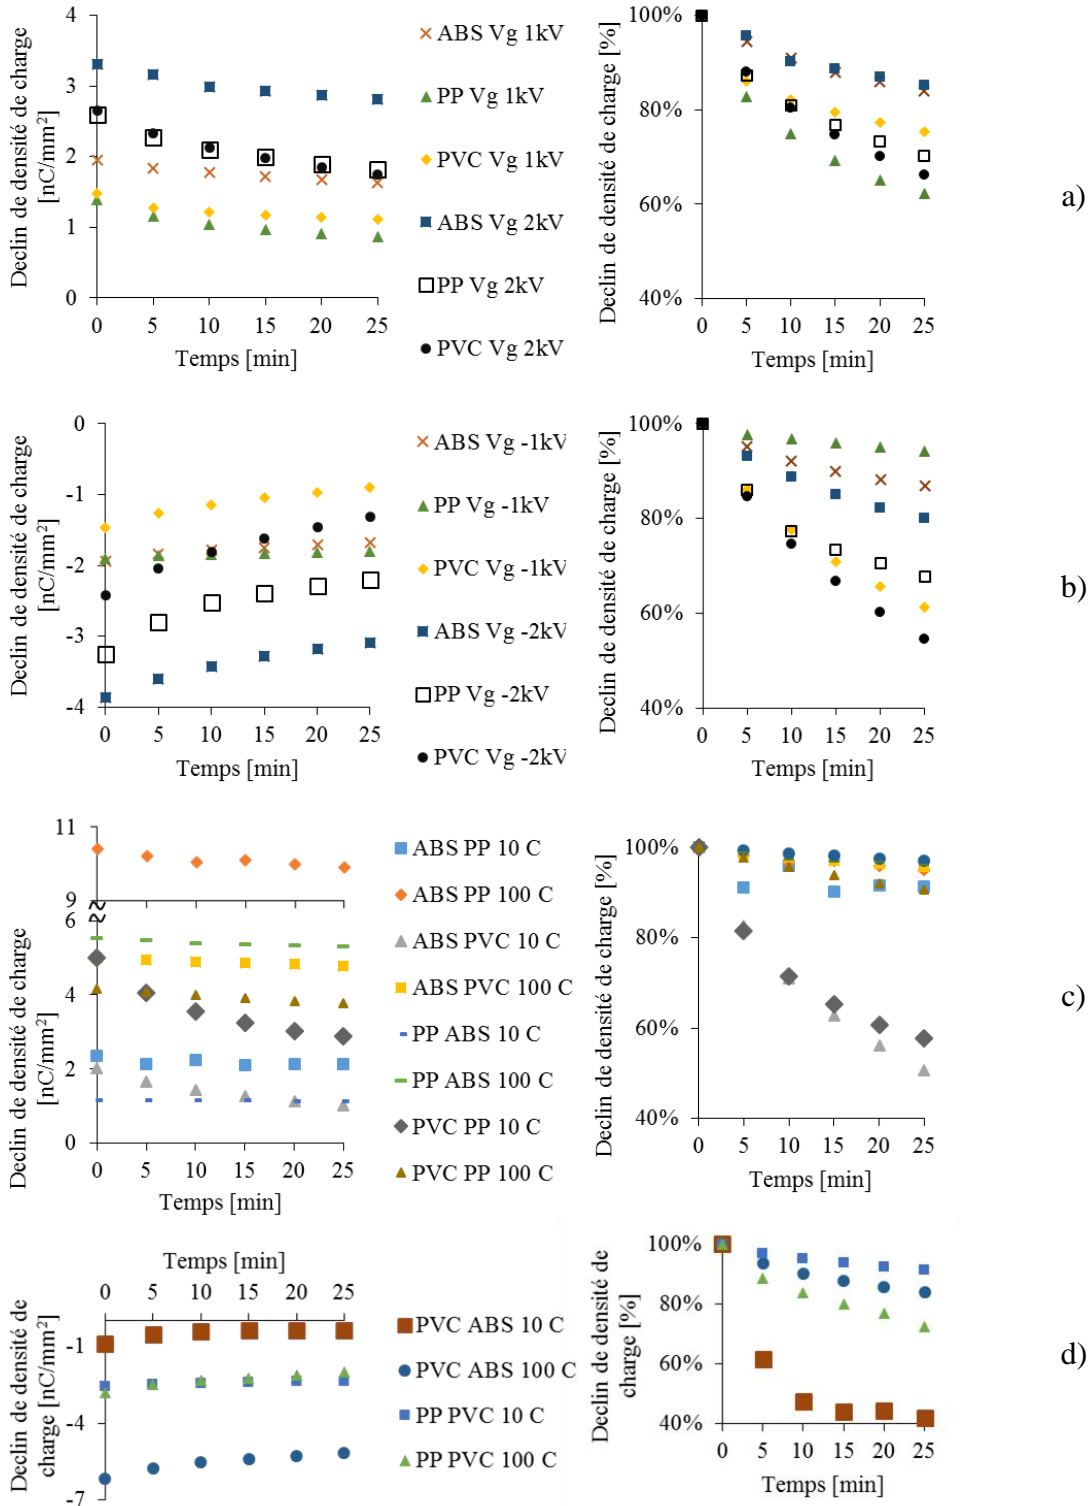 Declin de densité de charge
[nC/mm²]
4
3
2
1
0
0 5 10 15 20 25
Temps [min]
ABS Vg 1kV
PP Vg 1kV
PVC Vg 1kV
ABS Vg 2kV
PP Vg 2kV
PVC Vg 2kV
Declin de densité de charge [%]
100%
80%
60%
40%
0 5 10 15 20 25
Temps [min]
a)
Declin de densité de charge
[nC/mm²]
0
-1
-2
-3
-4
0 5 10 15 20 25
Temps [min]
ABS Vg -1kV
PP Vg -1kV
PVC Vg -1kV
ABS Vg -2kV
PP Vg -2kV
PVC Vg -2kV
Declin de densité de charge [%]
100%
80%
60%
40%
0 5 10 15 20 25
Temps [min]
b)
Declin de densité de charge
[nC/mm²]
11
9
6
4
2
0
0 5 10 15 20 25
Temps [min]
ABS PP 10 C
ABS PP 100 C
ABS PVC 10 C
ABS PVC 100 C
PP ABS 10 C
PP ABS 100 C
PVC PP 10 C
PVC PP 100 C
Declin de densité de charge [%]
100%
80%
60%
40%
0 5 10 15 20 25
Temps [min]
c)
Temps [min]
0 5 10 15 20 25
Declin de densité de
charge [nC/mm²]
-1
-4
-7
PVC ABS 10 C
PVC ABS 100 C
PP PVC 10 C
PP PVC 100 C
Declin de densité de
charge [%]
100%
80%
60%
40%
0 5 10 15 20 25
Temps [min]
d)